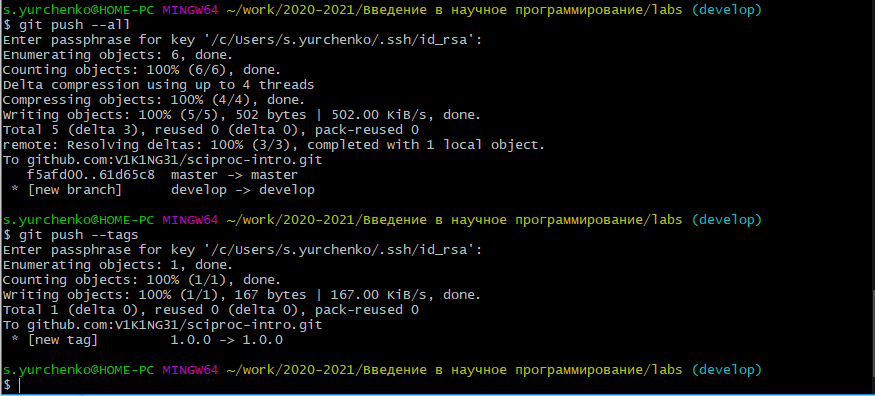 s.yurchenko@HOME-PC MINGW64 ~/work/2020-2021/Введение в научное программирование/labs (develop)
$ git push --all
Enter passphrase for key '/c/Users/s.yurchenko/.ssh/id_rsa':
Enumerating objects: 6, done.
Counting objects: 100% (6/6), done.
Delta compression using up to 4 threads
Compressing objects: 100% (4/4), done.
Writing objects: 100% (5/5), 502 bytes | 502.00 KiB/s, done.
Total 5 (delta 3), reused 0 (delta 0), pack-reused 0
remote: Resolving deltas: 100% (3/3), completed with 1 local object.
To github.com:V1K1NG31/sciproc-intro.git
   f5afd00..61d65c8  master -> master
 * [new branch]      develop -> develop
s.yurchenko@HOME-PC MINGW64 ~/work/2020-2021/Введение в научное программирование/labs (develop)
$ git push --tags
Enter passphrase for key '/c/Users/s.yurchenko/.ssh/id_rsa':
Enumerating objects: 1, done.
Counting objects: 100% (1/1), done.
Writing objects: 100% (1/1), 167 bytes | 167.00 KiB/s, done.
Total 1 (delta 0), reused 0 (delta 0), pack-reused 0
To github.com:V1K1NG31/sciproc-intro.git
 * [new tag]         1.0.0 -> 1.0.0
s.yurchenko@HOME-PC MINGW64 ~/work/2020-2021/Введение в научное программирование/labs (develop)
$